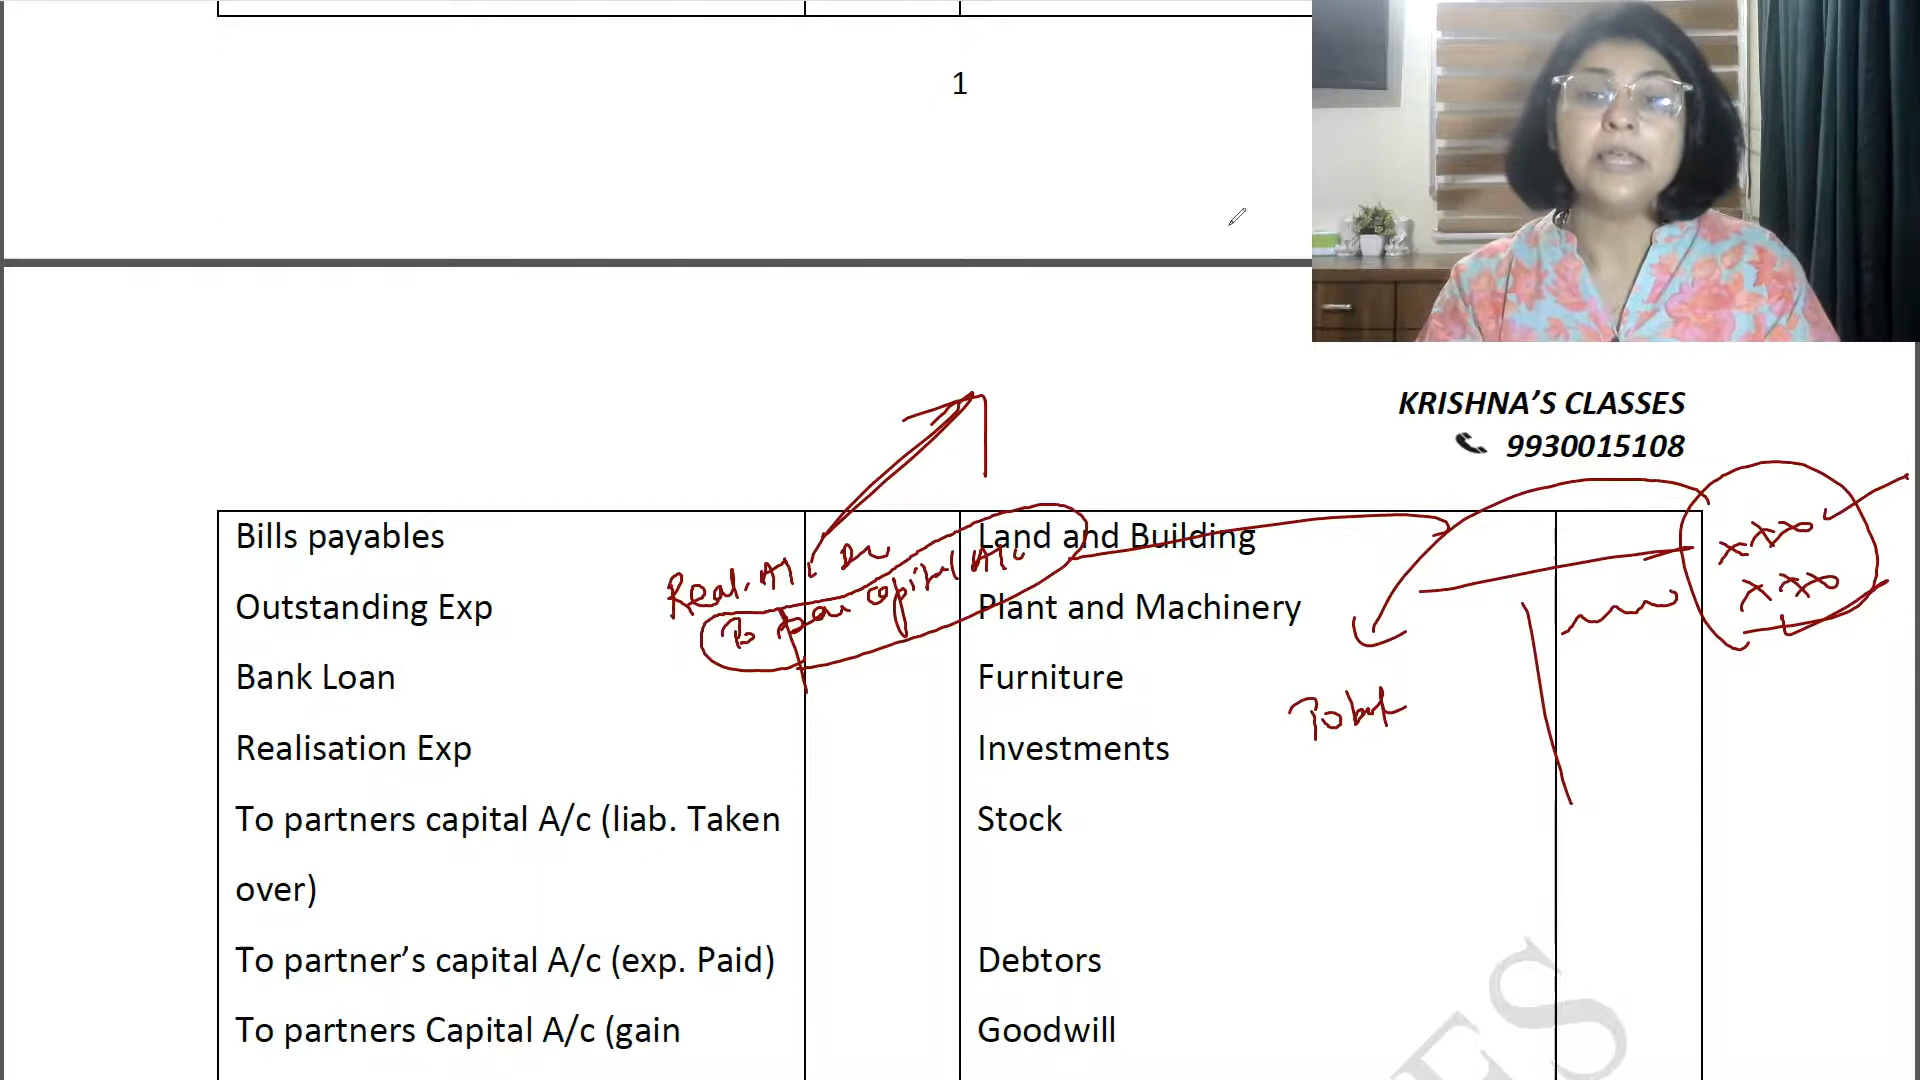 1
KRISHNA’S CLASSES
9930015108
Bills payables
Land and Building
Real. A/c Dr
To par capital A/c
Outstanding Exp
Plant and Machinery
xxx
xxx
Bank Loan
Furniture
Realisation Exp
Investments
To partners capital A/c (liab. Taken
over)
Stock
To partner’s capital A/c (exp. Paid)
Debtors
To partners Capital A/c (gain
Goodwill
ES